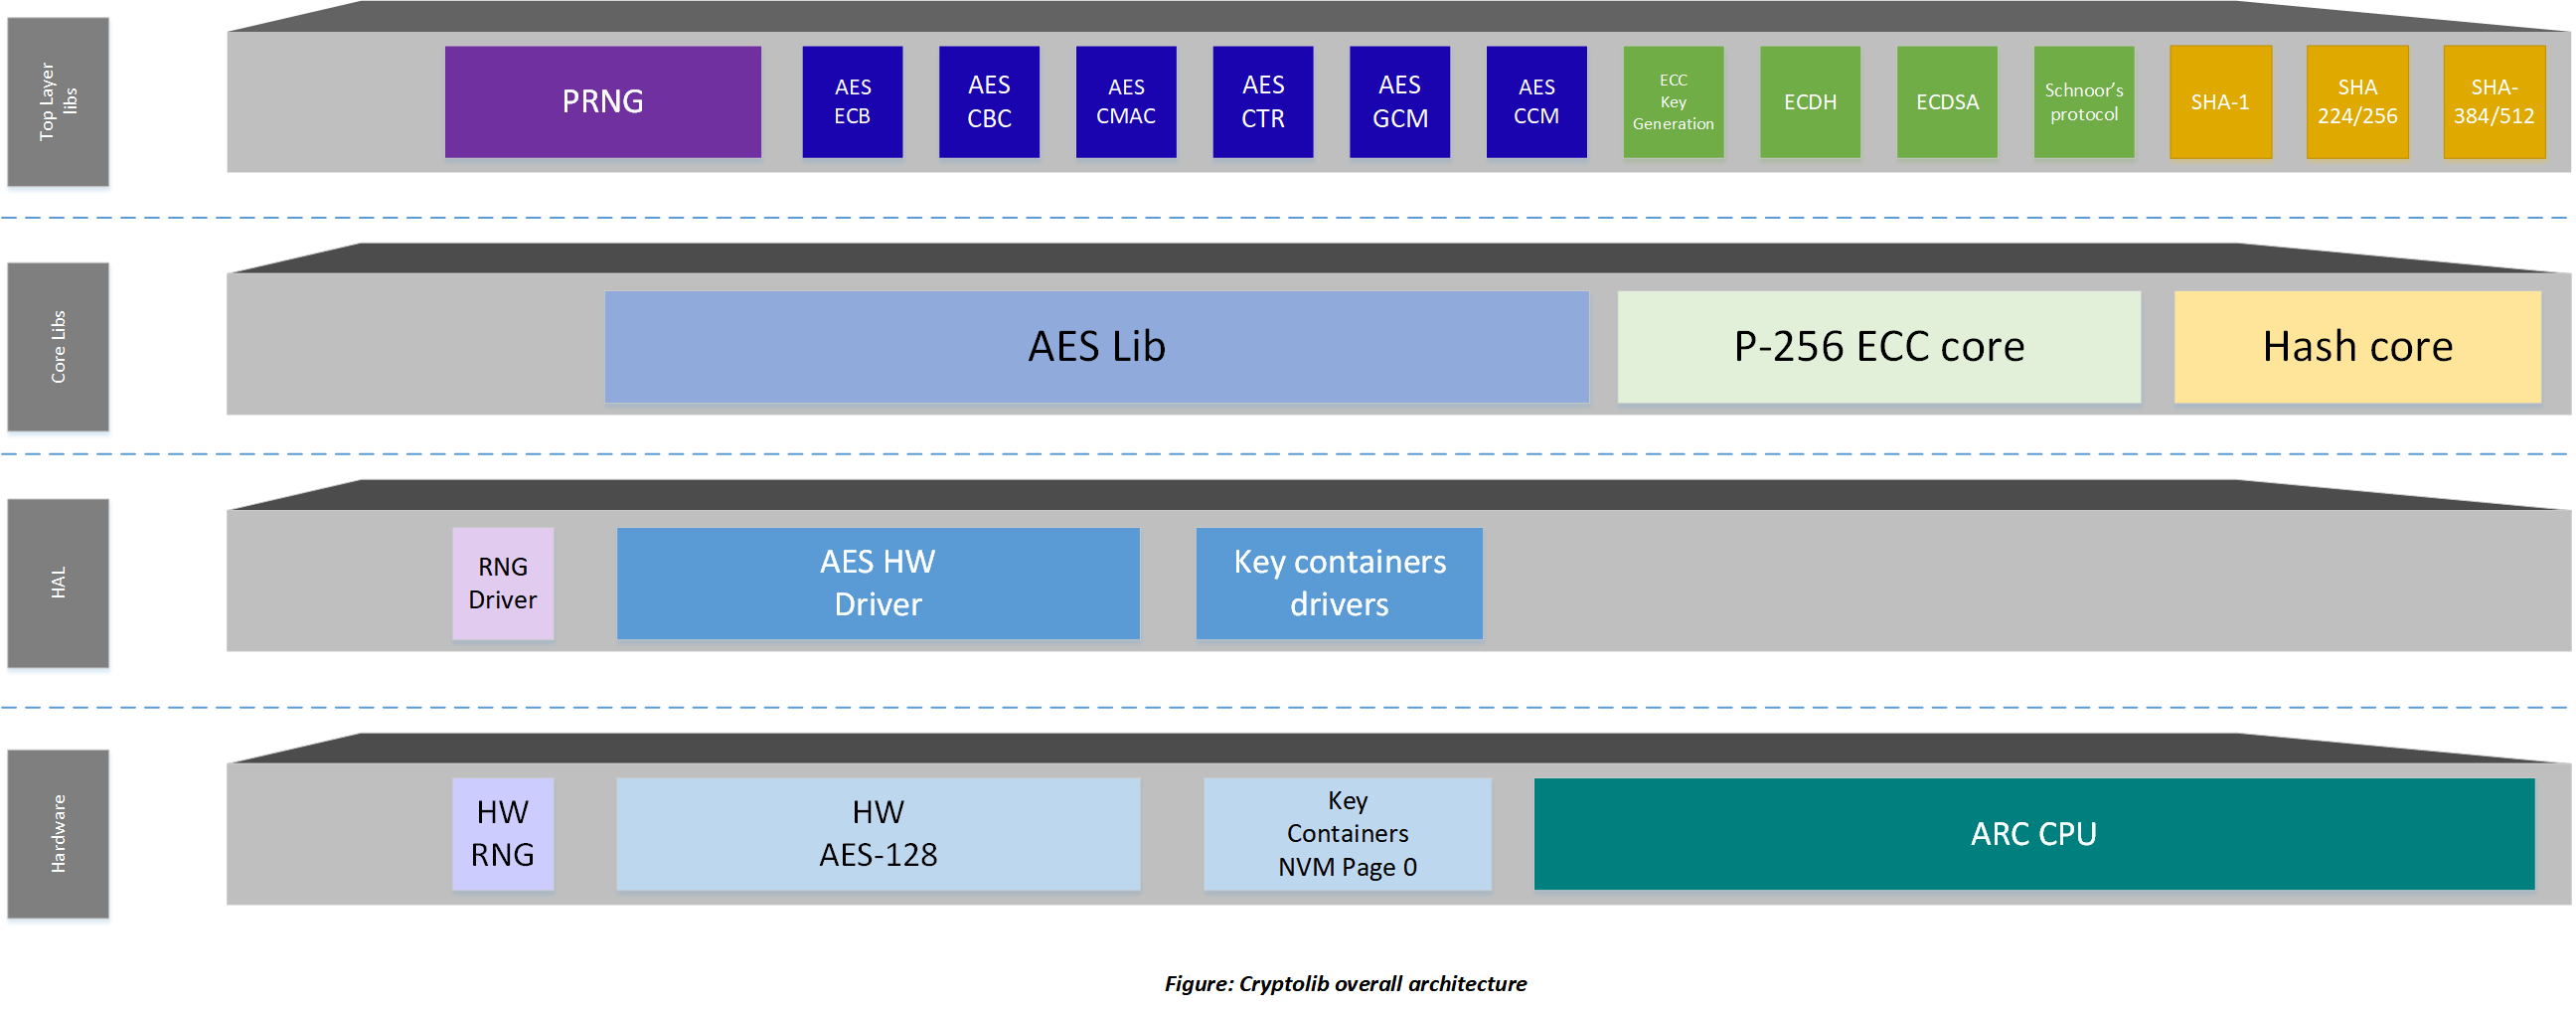 Top Layer
libs
PRNG
AES
ECB
AES
CBC
AES
CMAC
AES
CTR
AES
GCM
AES
CCM
ECC
Key
Generation
ECDH
ECDSA
Schnoor's
protocol
SHA-1
SHA
224/256
SHA-
384/512
Core Libs
AES Lib
P-256 ECC core
Hash core
HAL
RNG
Driver
AES HW
Driver
Key containers
drivers
Hardware
HW
RNG
HW
AES-128
Key
Containers
NVM Page 0
ARC CPU
Figure: Cryptolib overall architecture